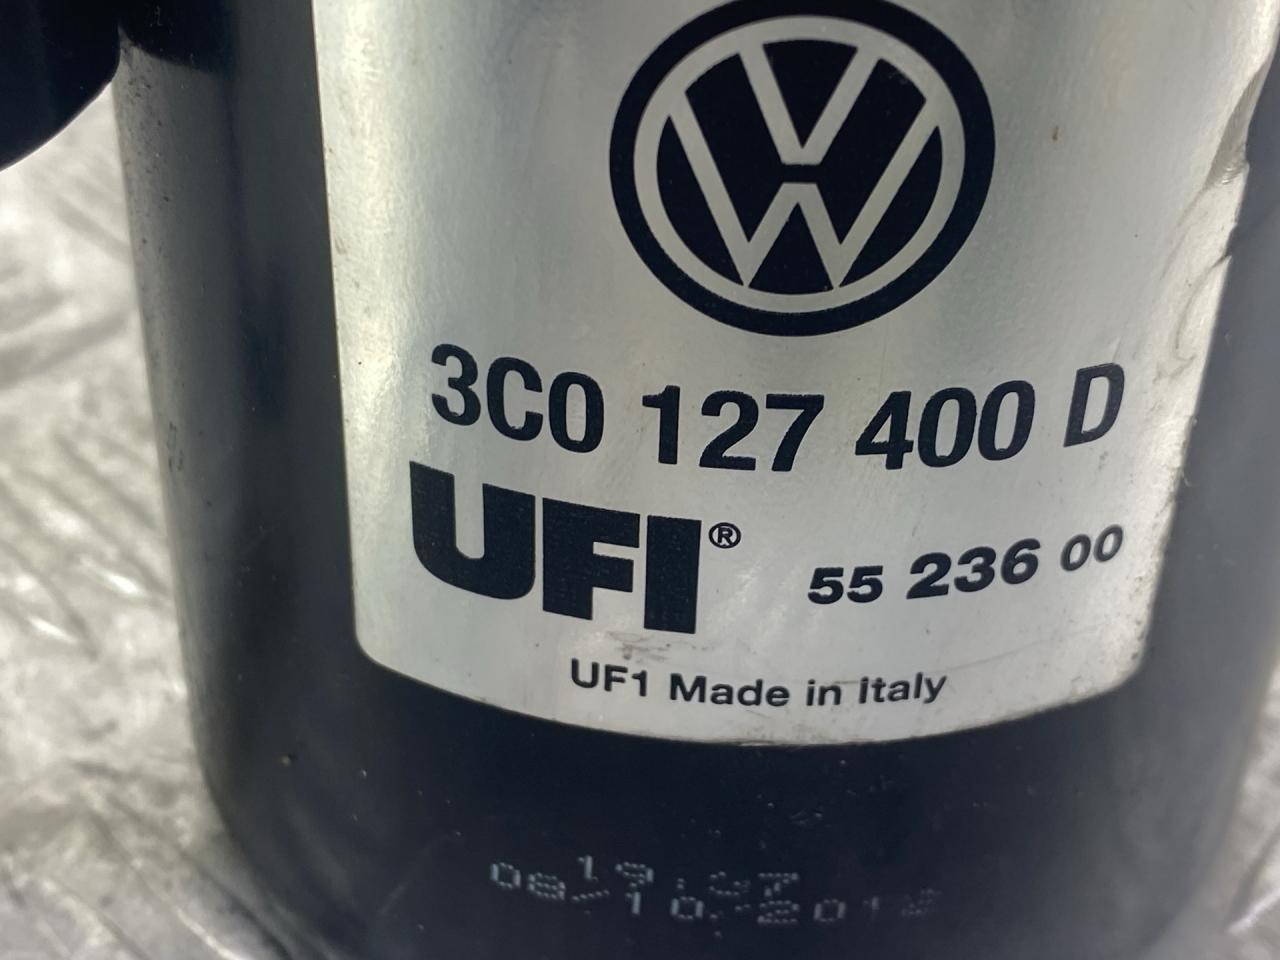 3C0 127 400 D
UFI® 55 236 00
UF1 Made in italy